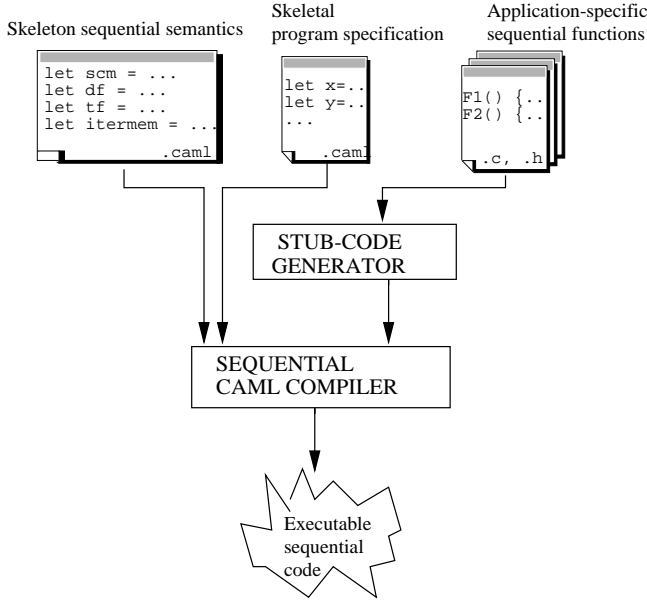 Skeleton sequential semantics
let scm = ...
let df = ...
let tf = ...
let itermem = ...
.caml
Skeletal
program specification
let x=..
let y=..
...
.caml
Application-specific
sequential functions
F1() {..
F2() {..
.c, .h
STUB-CODE
GENERATOR
SEQUENTIAL
CAML COMPILER
Executable
sequential
code